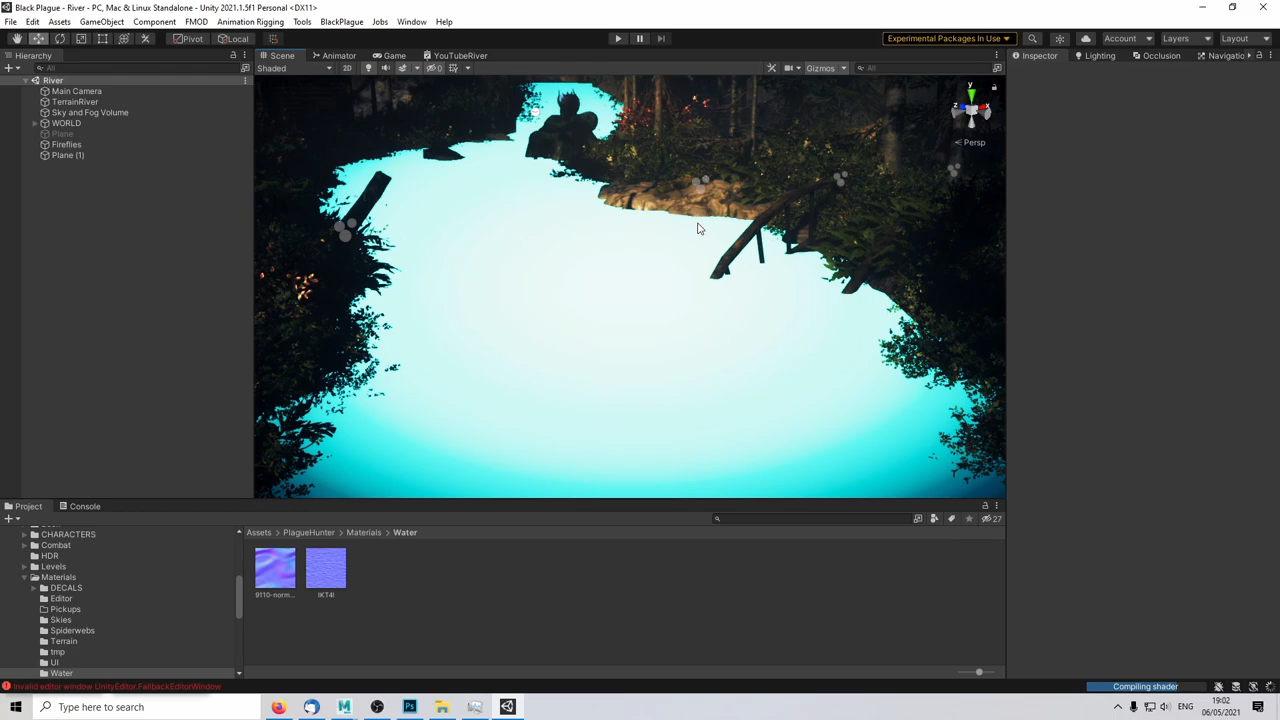 Black Plague - River - PC, Mac & Linux Standalone - Unity 2021.1.5f1 Personal <DX11>
File Edit Assets GameObject Component FMOD Animation Rigging Tools BlackPlague Jobs Window Help
Pivot Local Experimental Packages In Use Account Layers Layout
Hierarchy Scene Animator Game YouTubeRiver Inspector Lighting Occlusion Navigatio
All Shaded 2D 0 Gizmos All
River
Main Camera
TerrainRiver
Sky and Fog Volume
WORLD
Plane
Fireflies
Plane (1)
y
z x
Persp
Project Console
27
CHARACTERS
Combat
HDR
Levels
Materials
DECALS
Editor
Pickups
Skies
Spiderwebs
Terrain
tmp
UI
Water
Assets PlagueHunter Materials Water
9110-norm... IKT4I
Invalid editor window UnityEditor.FallbackEditorWindow
Compiling shader
Type here to search
ENG
19:02
06/05/2021